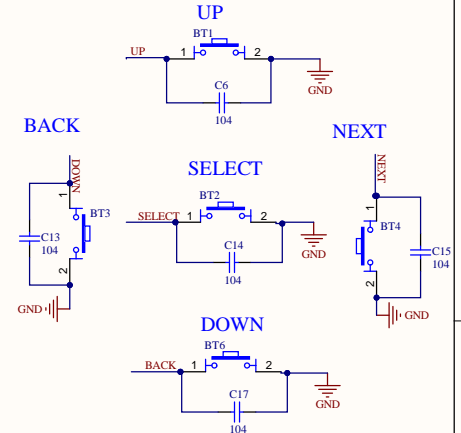 UP
BT1
UP
1
2
C6
104
GND
BACK
NEXT
DOWN
1
BT3
C13
104
2
GND
SELECT
BT2
SELECT
1
2
C14
104
GND
NEXT
1
BT4
C15
104
2
GND
DOWN
BT6
BACK
1
2
C17
104
GND